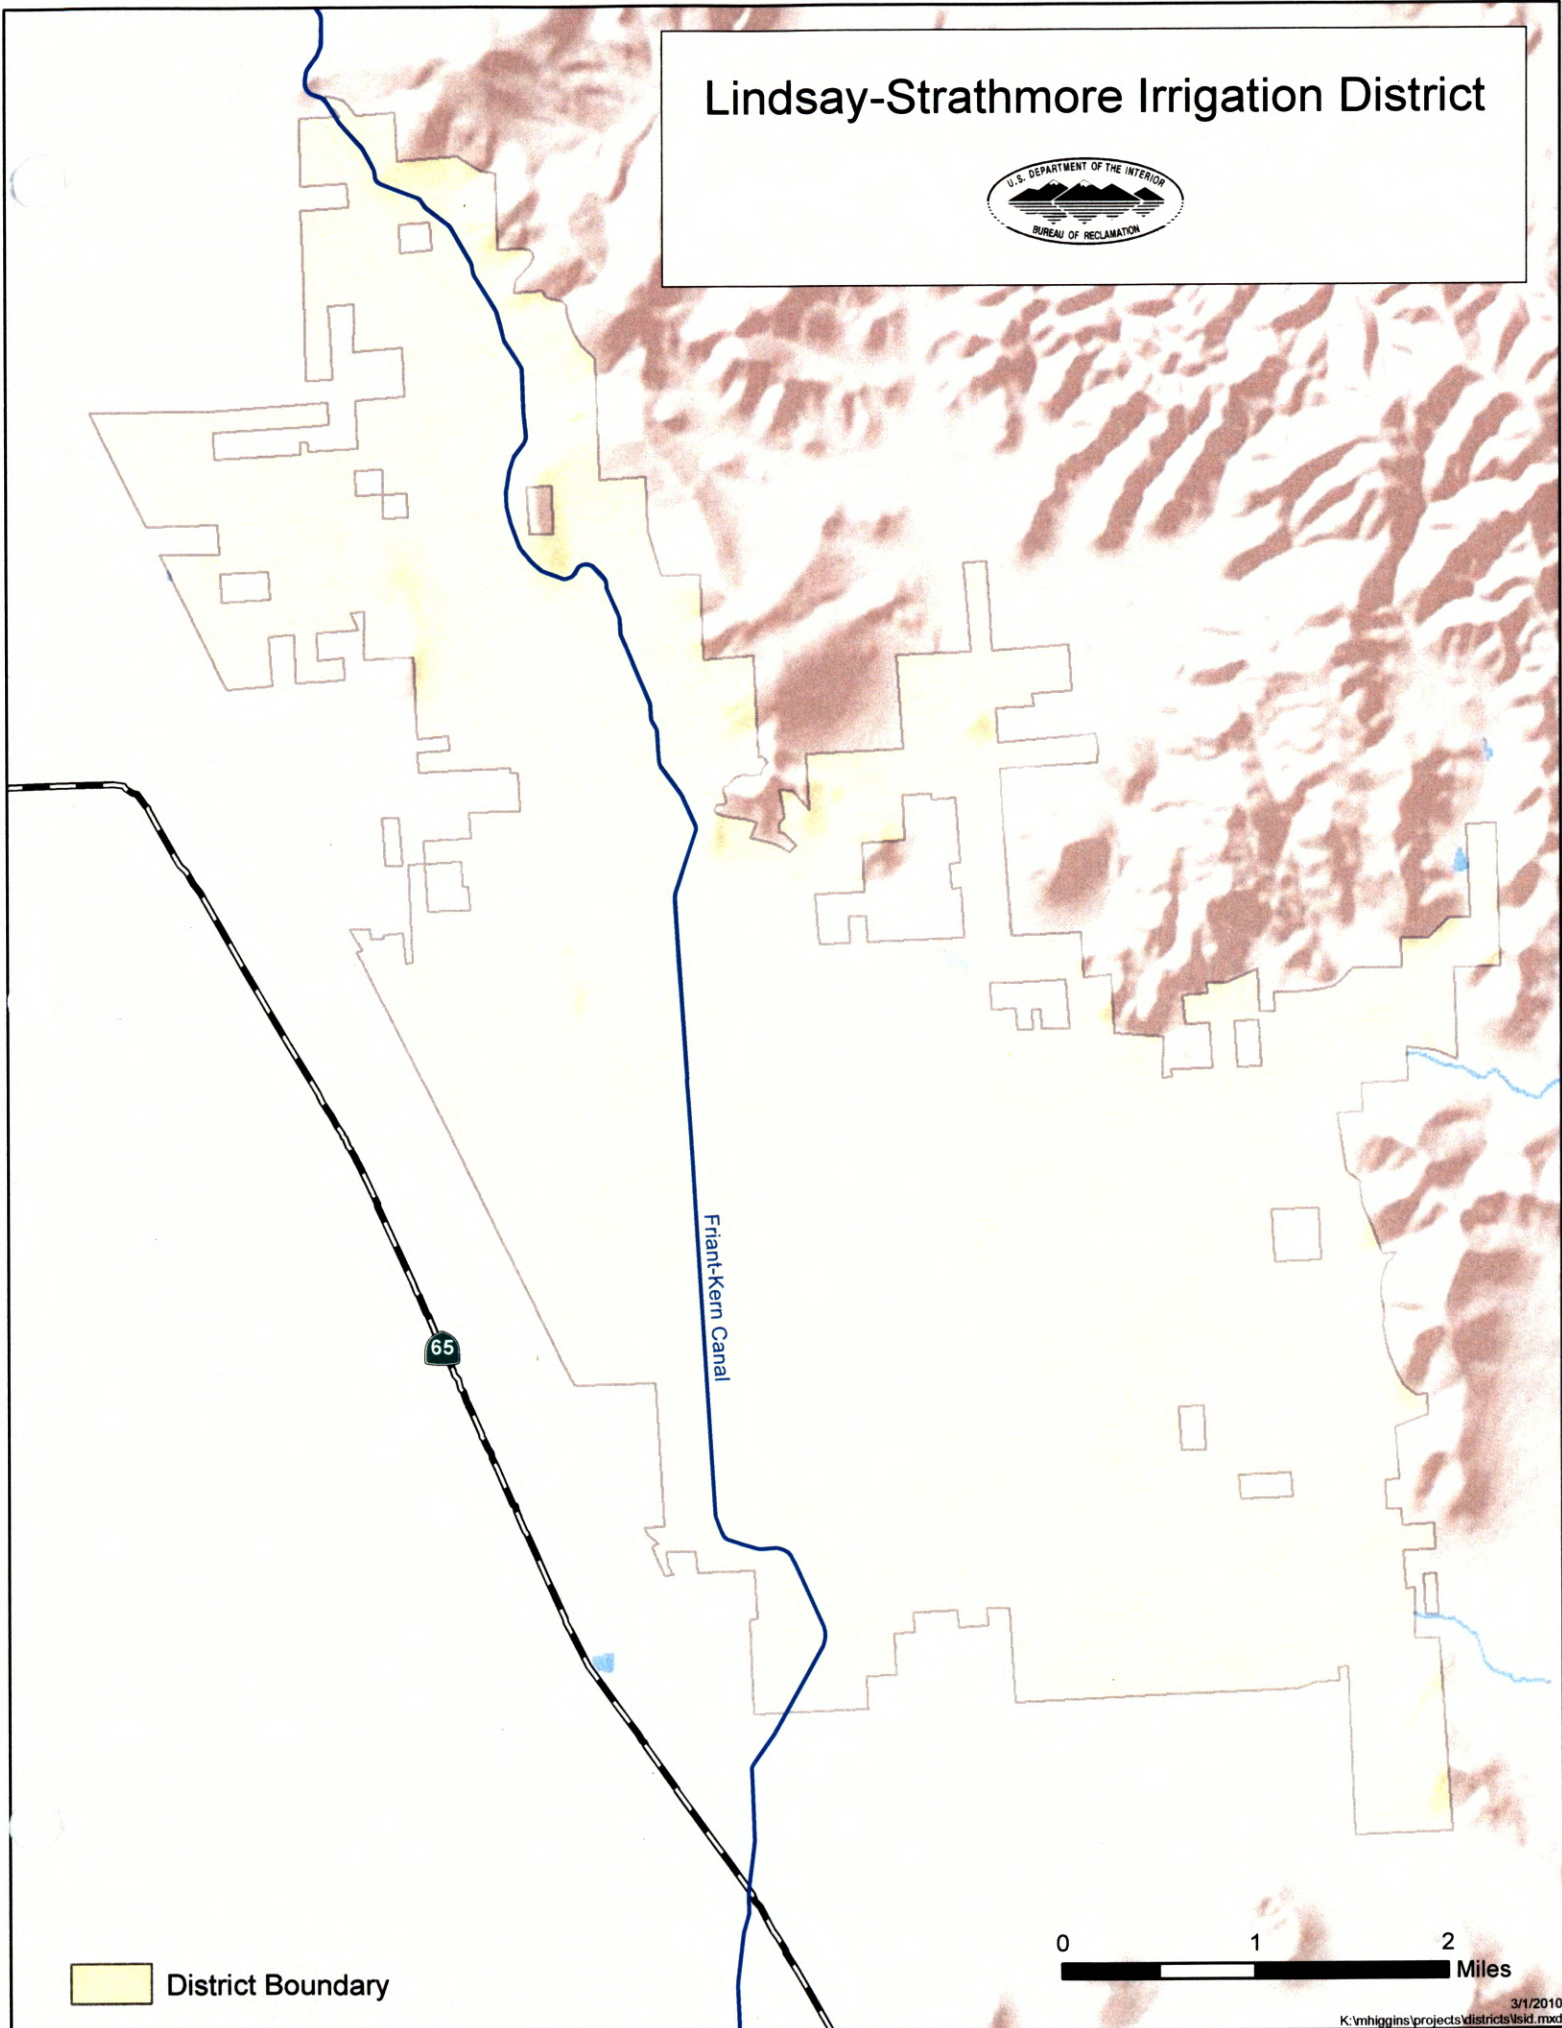 Lindsay-Strathmore Irrigation District
U.S. DEPARTMENT OF THE INTERIOR
BUREAU OF RECLAMATION
Friant-Kern Canal
65
District Boundary
0 1 2
Miles
3/1/2010
K:\mhiggins\projects\districts\lsid.mxd